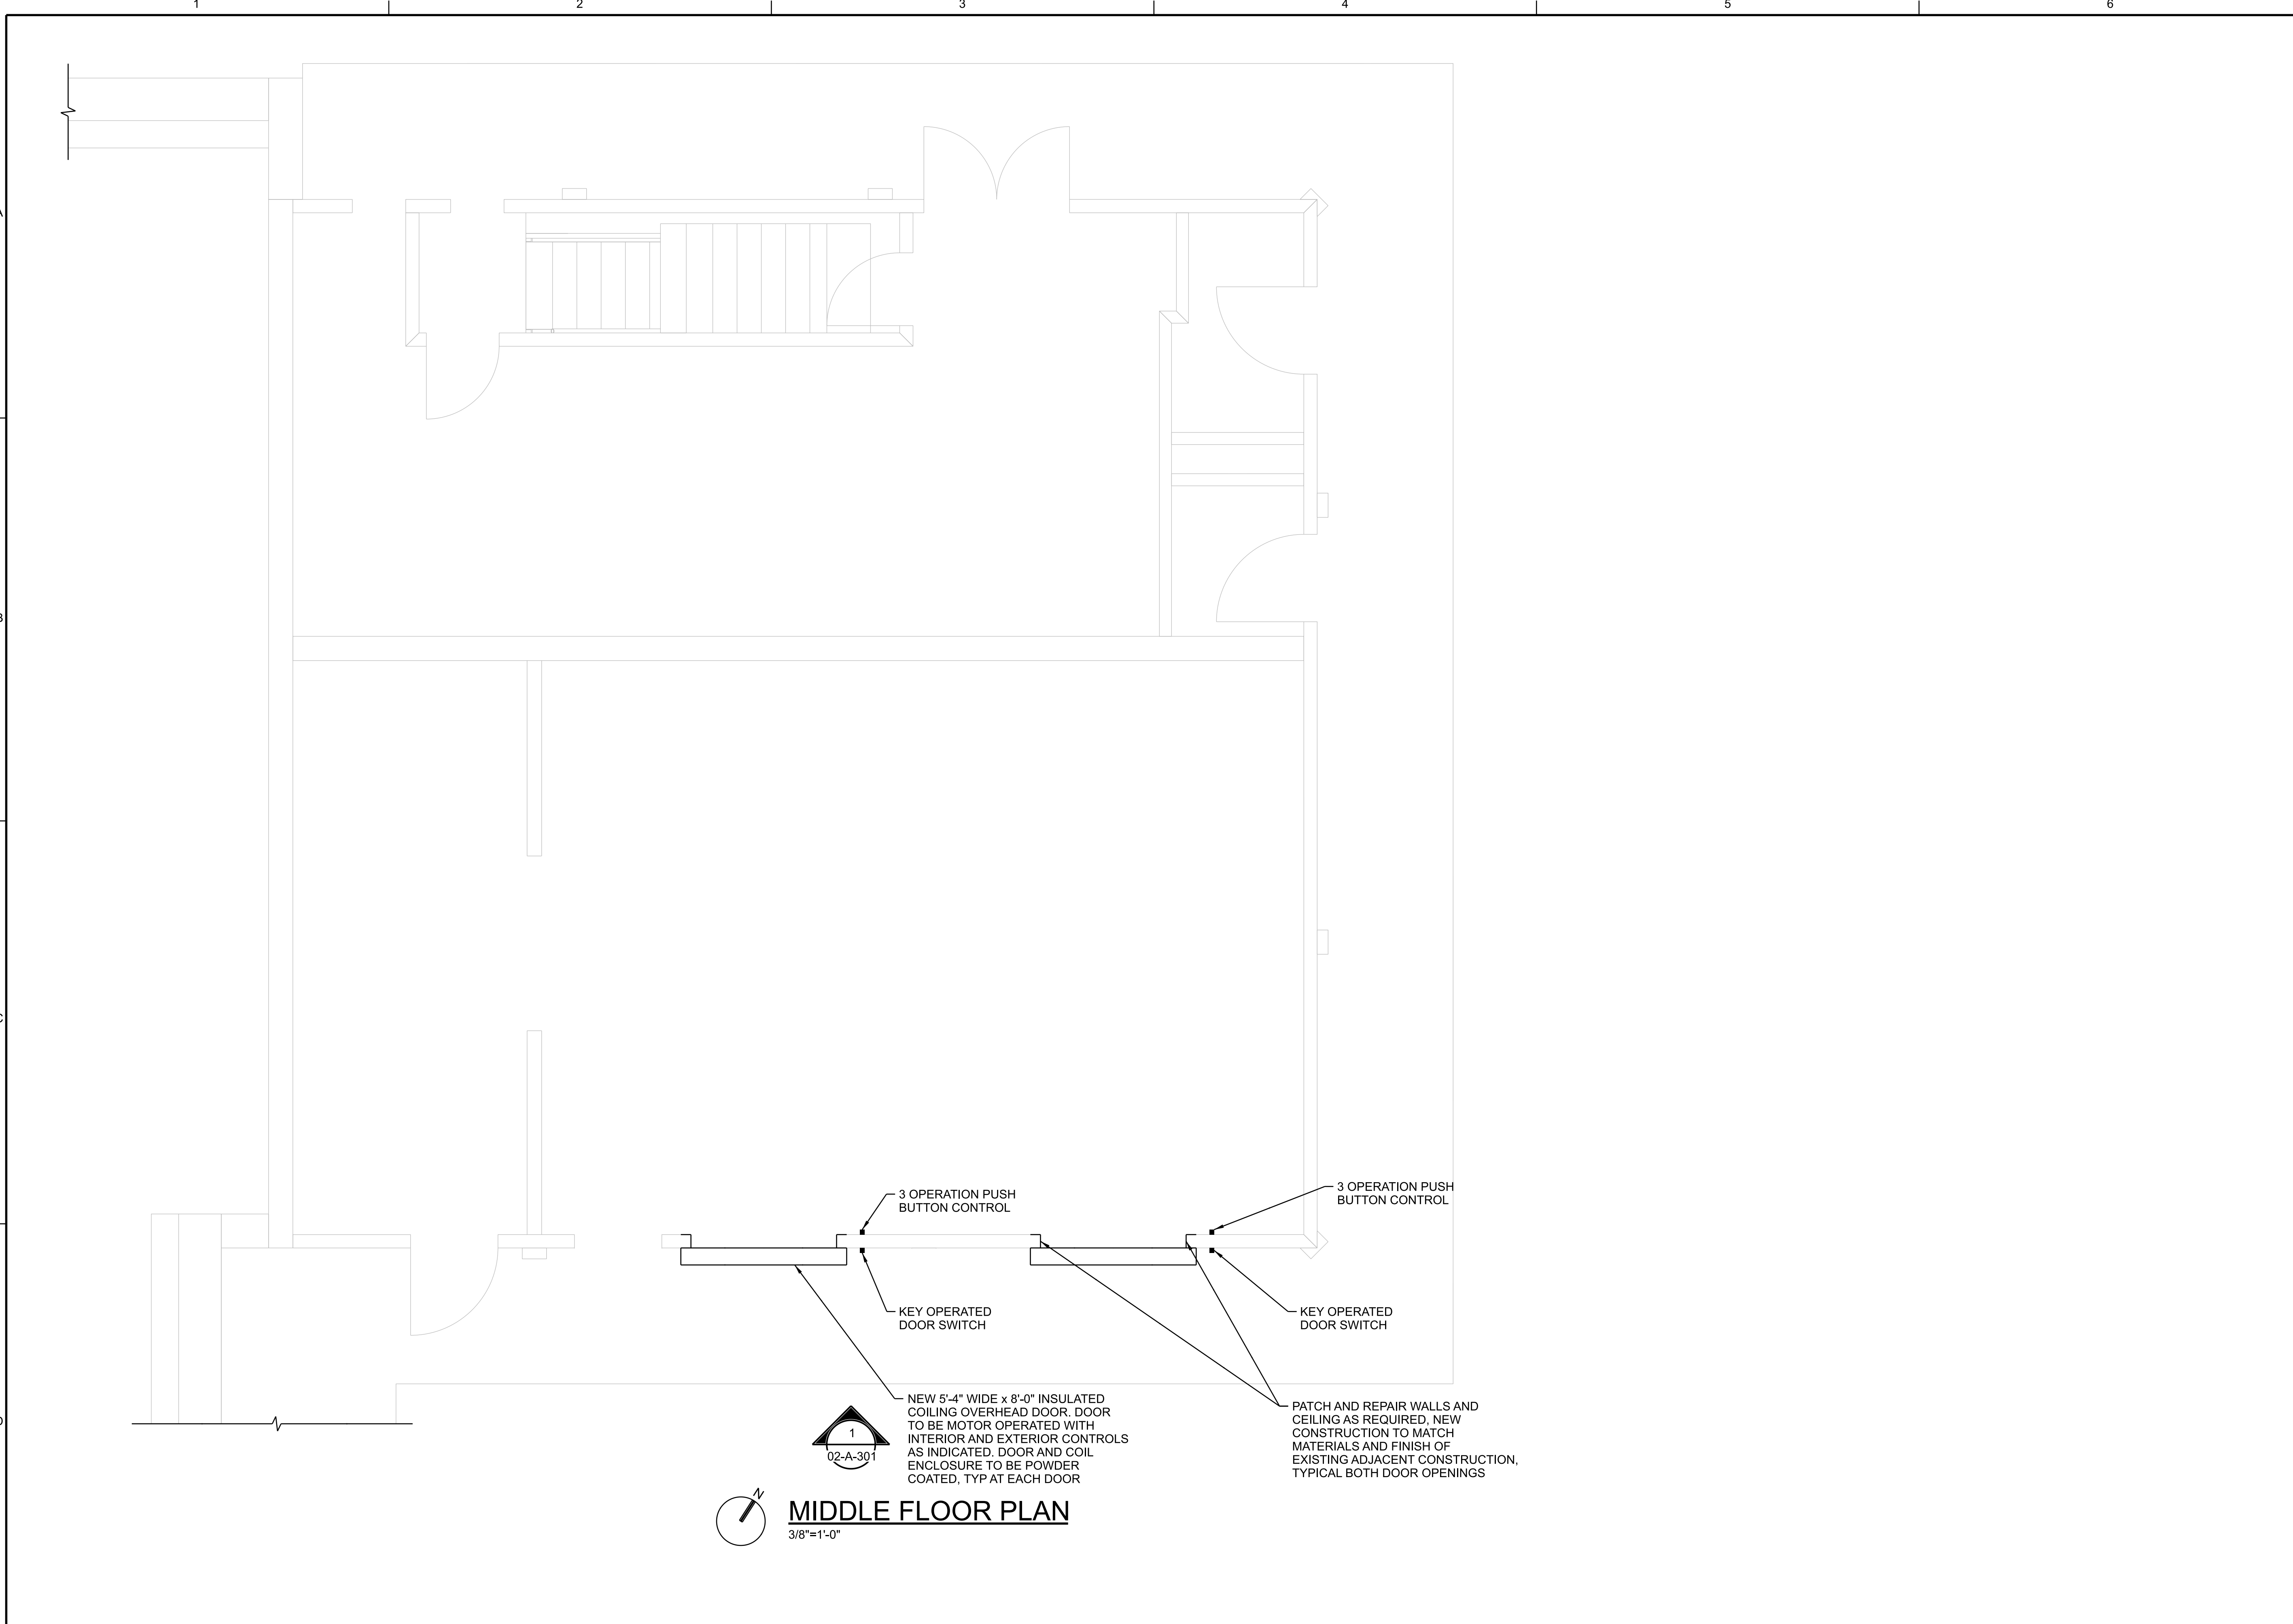 1
2
3
4
5
6
3 OPERATION PUSH
BUTTON CONTROL
3 OPERATION PUSH
BUTTON CONTROL
KEY OPERATED
DOOR SWITCH
KEY OPERATED
DOOR SWITCH
NEW 5'-4" WIDE x 8'-0" INSULATED
COILING OVERHEAD DOOR. DOOR
TO BE MOTOR OPERATED WITH
INTERIOR AND EXTERIOR CONTROLS
AS INDICATED. DOOR AND COIL
ENCLOSURE TO BE POWDER
COATED, TYP AT EACH DOOR
PATCH AND REPAIR WALLS AND
CEILING AS REQUIRED, NEW
CONSTRUCTION TO MATCH
MATERIALS AND FINISH OF
EXISTING ADJACENT CONSTRUCTION,
TYPICAL BOTH DOOR OPENINGS
1
02-A-301
N
MIDDLE FLOOR PLAN
3/8"=1'-0"